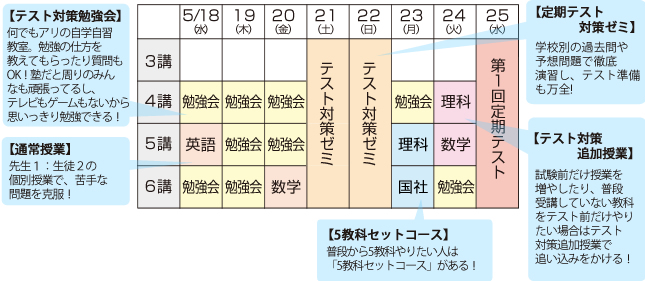 【テスト対策勉強会】
何でもアリの自学自習
教室。勉強の仕方を
教えてもらったり質問も
OK！塾だと周りのみん
なも頑張ってるし、
テレビもゲームもないから
思いっきり勉強できる！
【通常授業】
先生１：生徒２の
個別授業で、苦手な
問題を克服！
5/18 19 20 21 22 23 24 25
(水) (木) (金) (土) (日) (月) (火) (水)
3講
4講 勉強会 勉強会 勉強会 勉強会 理科
5講 英語 勉強会 勉強会 理科 数学
6講 勉強会 勉強会 数学 国社 勉強会
テスト対策ゼミ
テスト対策ゼミ
第１回定期テスト
【定期テスト
対策ゼミ】
学校別の過去問や
予想問題で徹底
演習し、テスト準備
も万全!
【テスト対策
追加授業】
試験前だけ授業を
増やしたり、普段
受講していない教科
をテスト前だけやり
たい場合はテスト
対策追加授業で
追い込みをかける！
【5教科セットコース】
普段から5教科やりたい人は
「5教科セットコース」がある！